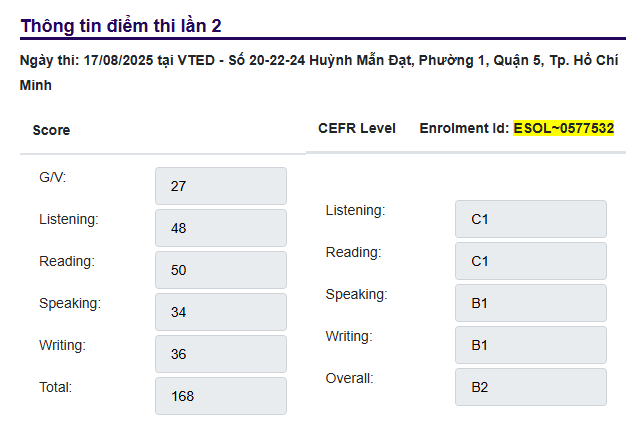 Thông tin điểm thi lần 2
Ngày thi: 17/08/2025 tại VTED - Số 20-22-24 Huỳnh Mẫn Đạt, Phường 1, Quận 5, Tp. Hồ Chí
Minh
Score
G/V: 27
Listening: 48
Reading: 50
Speaking: 34
Writing: 36
Total: 168
CEFR Level Enrolment Id: ESOL~0577532
Listening: C1
Reading: C1
Speaking: B1
Writing: B1
Overall: B2